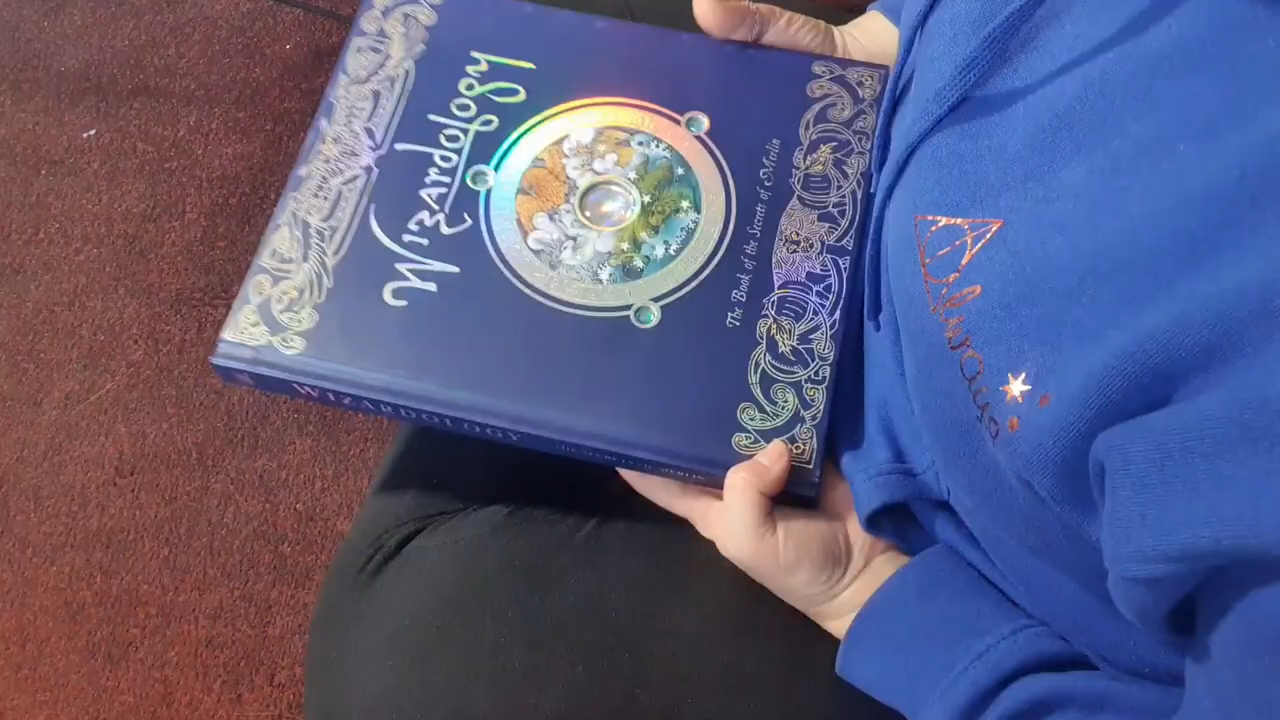 Wizardology
The Book of the Secrets of Merlin
WIZARDOLOGY
Always